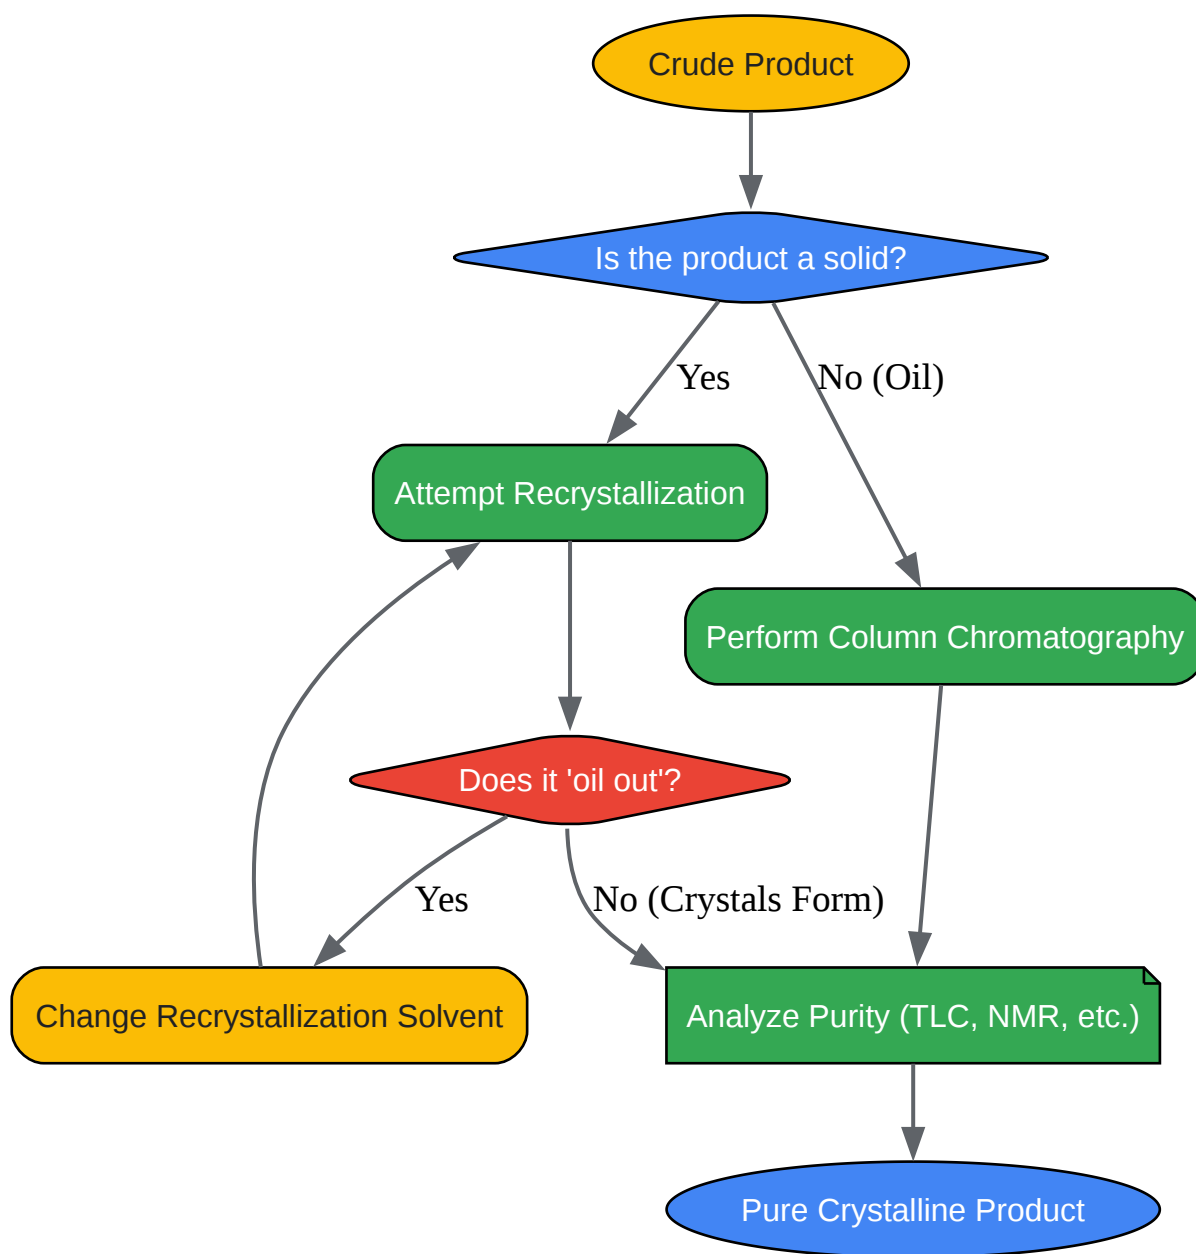 Crude Product
Is the product a solid?
Yes
No (Oil)
Attempt Recrystallization
Perform Column Chromatography
Does it 'oil out'?
Yes
No (Crystals Form)
Change Recrystallization Solvent
Analyze Purity (TLC, NMR, etc.)
Pure Crystalline Product